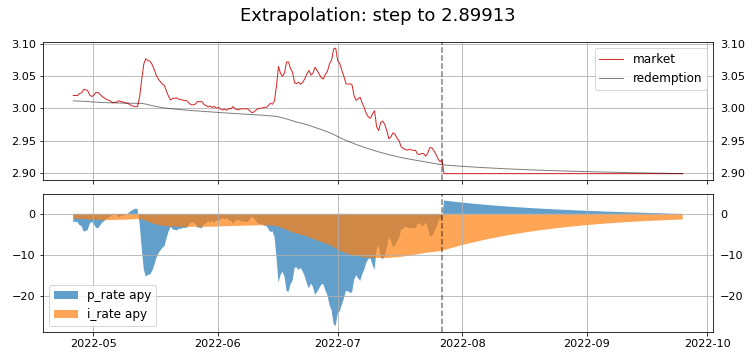 Extrapolation: step to 2.89913
3.10
3.05
3.00
2.95
2.90
market
redemption
3.10
3.05
3.00
2.95
2.90
0
−10
−20
p_rate apy
i_rate apy
0
−10
−20
2022-05 2022-06 2022-07 2022-08 2022-09 2022-10